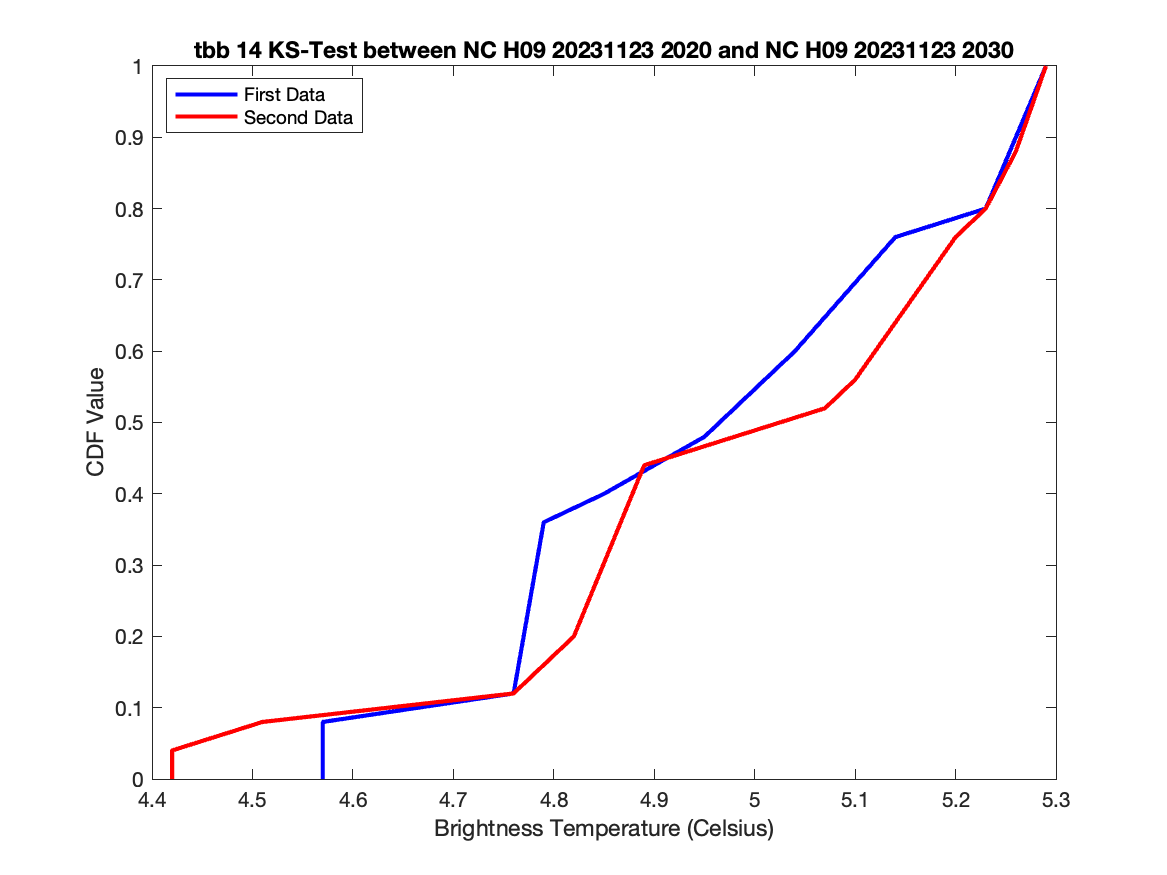 tbb 14 KS-Test between NC H09 20231123 2020 and NC H09 20231123 2030
First Data
Second Data
CDF Value
1
0.9
0.8
0.7
0.6
0.5
0.4
0.3
0.2
0.1
0
4.4 4.5 4.6 4.7 4.8 4.9 5 5.1 5.2 5.3
Brightness Temperature (Celsius)